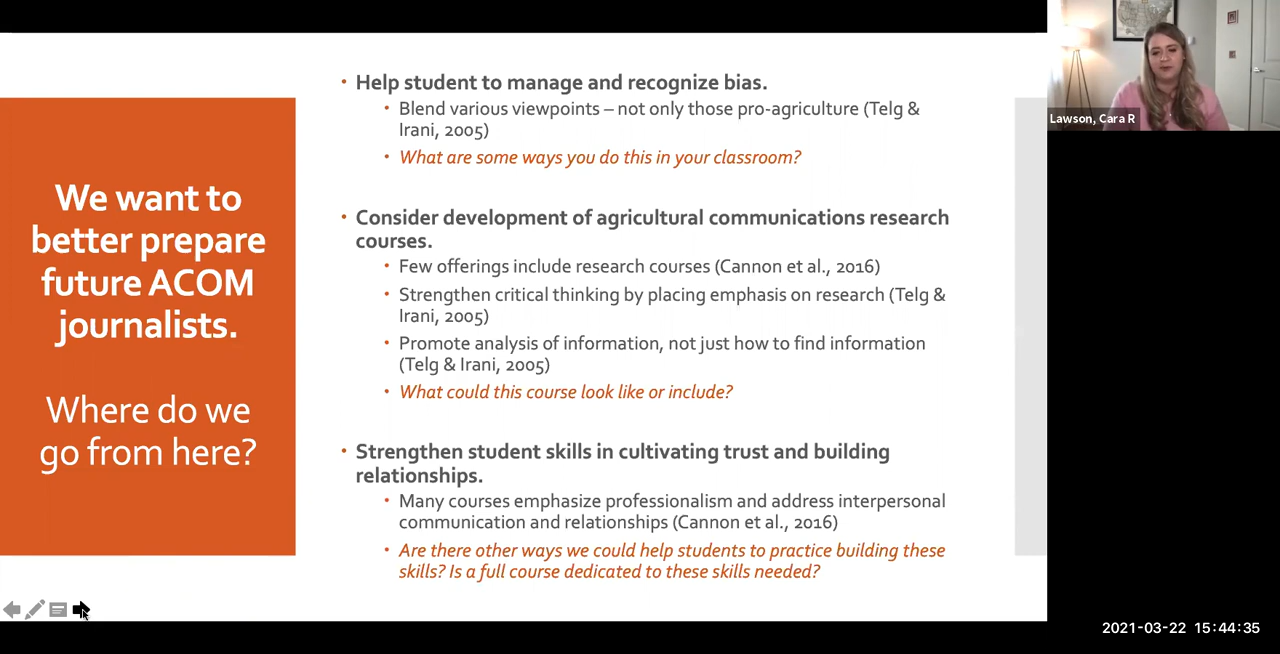 We want to
better prepare
future ACOM
journalists.
Where do we
go from here?
• Help student to manage and recognize bias.
• Blend various viewpoints – not only those pro-agriculture (Telg &
Irani, 2005)
• What are some ways you do this in your classroom?
• Consider development of agricultural communications research
courses.
• Few offerings include research courses (Cannon et al., 2016)
• Strengthen critical thinking by placing emphasis on research (Telg &
Irani, 2005)
• Promote analysis of information, not just how to find information
(Telg & Irani, 2005)
• What could this course look like or include?
• Strengthen student skills in cultivating trust and building
relationships.
• Many courses emphasize professionalism and address interpersonal
communication and relationships (Cannon et al., 2016)
• Are there other ways we could help students to practice building these
skills? Is a full course dedicated to these skills needed?
Lawson, Cara R
2021-03-22 15:44:35